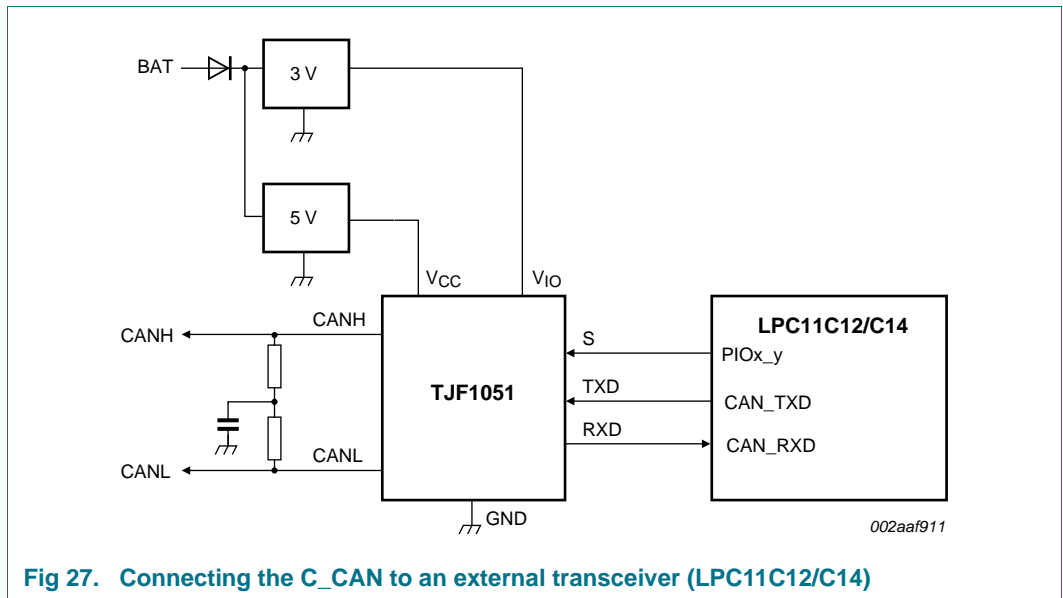 BAT
3 V
5 V
VCC
VIO
CANH
CANH
S
LPC11C12/C14
PIOx_y
TJF1051
TXD
CAN_TXD
RXD
CAN_RXD
CANL
CANL
GND
002aaf911
Fig 27. Connecting the C_CAN to an external transceiver (LPC11C12/C14)